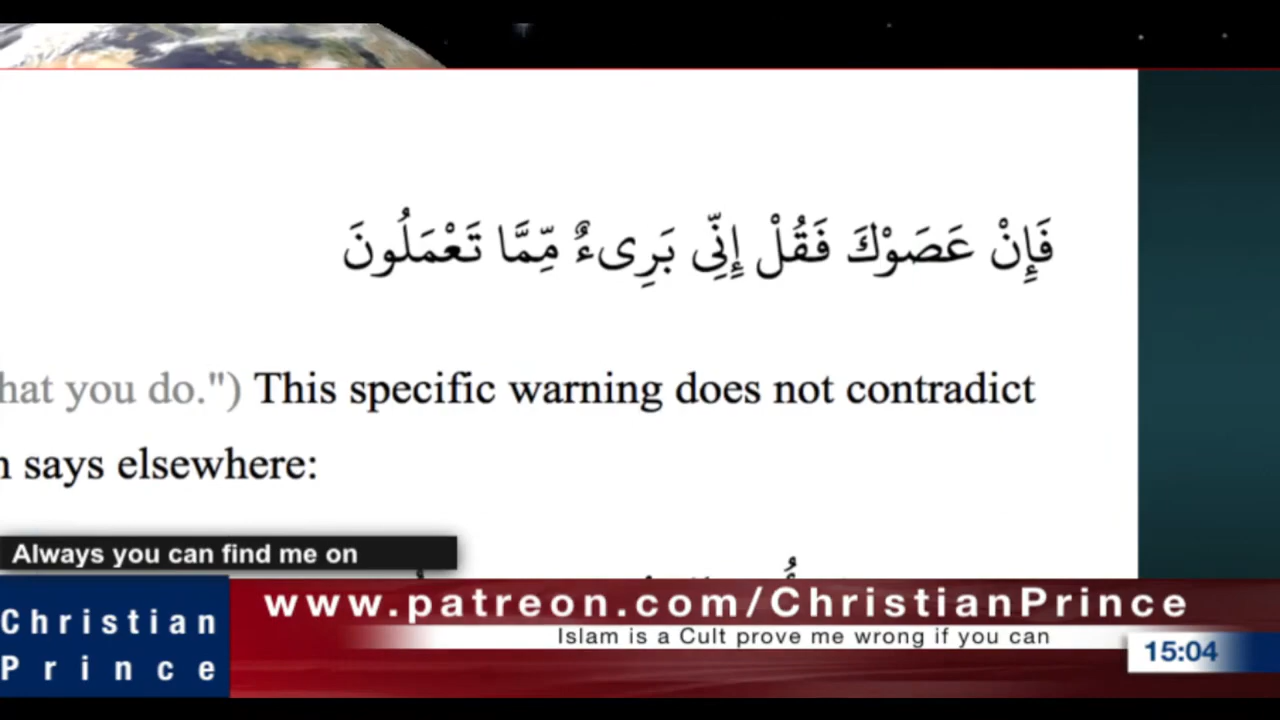 فَإِنْ عَصَوْكَ فَقُلْ إِنِّى بَرِىءٌ مِّمَّا تَعْمَلُونَ
hat you do.") This specific warning does not contradict
says elsewhere:
Always you can find me on
www.patreon.com/ChristianPrince
Islam is a Cult prove me wrong if you can
Christian
Prince
15:04